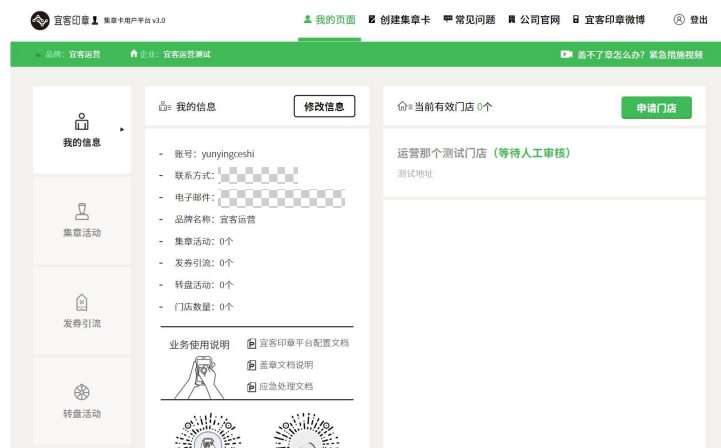 宜客印章 集章卡用户平台 v3.0
我的页面 创建集章卡 常见问题 公司官网 宜客印章微博 登出
品牌：宜客运营 企业：宜客运营测试 盖不了章怎么办？紧急措施视频
我的信息
集章活动
发券引流
转盘活动
我的信息 修改信息
- 账号：yunyingceshi
- 联系方式：
- 电子邮件：
- 品牌名称：宜客运营
- 集章活动：0个
- 发券引流：0个
- 转盘活动：0个
- 门店数量：0个
业务使用说明
宜客印章平台配置文档
盖章文档说明
应急处理文档
当前有效门店 0个 申请门店
运营那个测试门店（等待人工审核）
测试地址